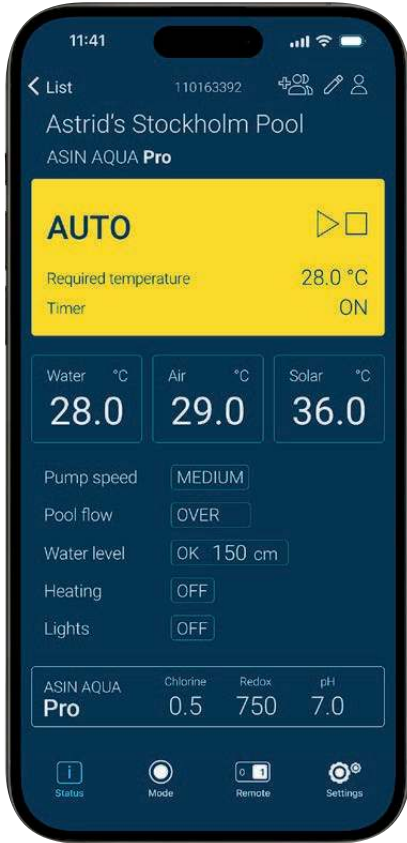 11:41
List 110163392
Astrid's Stockholm Pool
ASIN AQUA Pro
AUTO
Required temperature 28.0 °C
Timer ON
Water °C Air °C Solar °C
28.0 29.0 36.0
Pump speed MEDIUM
Pool flow OVER
Water level OK 150 cm
Heating OFF
Lights OFF
ASIN AQUA Chlorine Redox pH
Pro 0.5 750 7.0
0 1
Status Mode Remote Settings